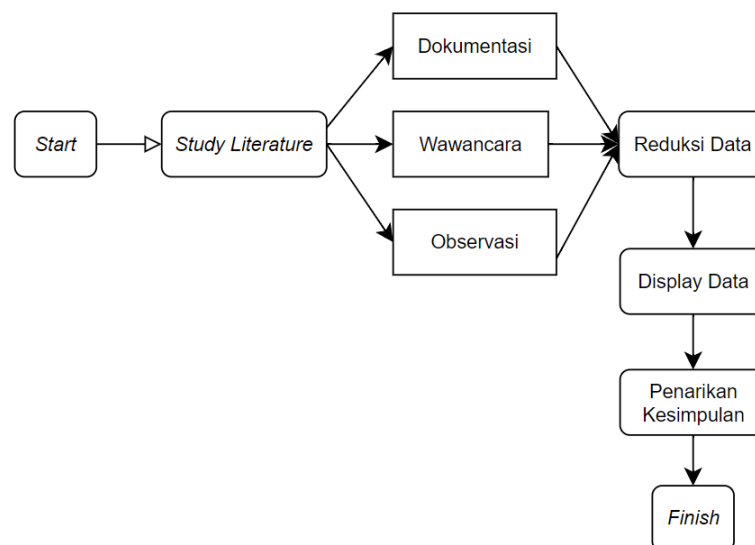 Start
Study Literature
Dokumentasi
Wawancara
Observasi
Reduksi Data
Display Data
Penarikan
Kesimpulan
Finish